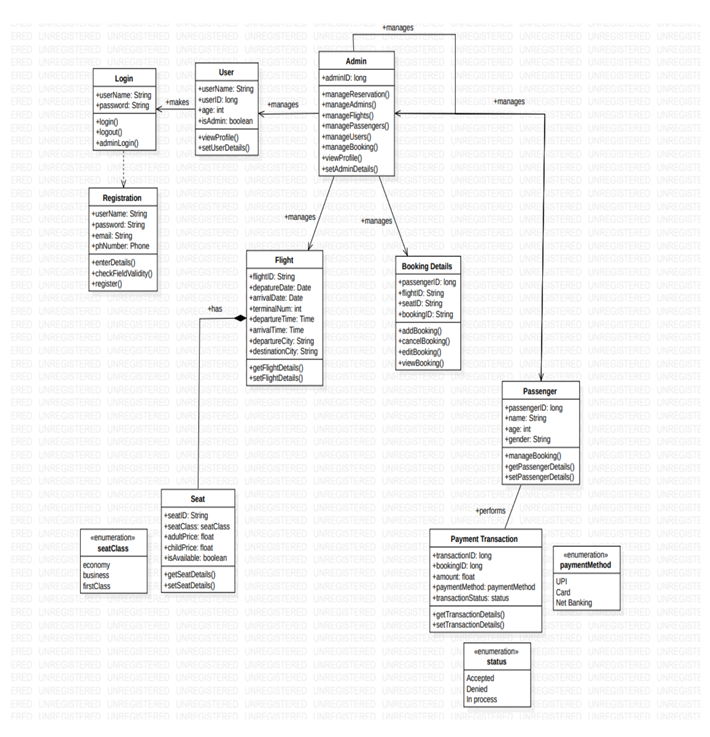 +manages
Admin
+adminID: long
+manageReservation()
+manageAdmins()
+manageFlights()
+managePassengers()
+manageUsers()
+manageBooking()
+viewProfile()
+setAdminDetails()
+manages
User
+userName: String
+userID: long
+age: int
+isAdmin: boolean
+viewProfile()
+setUserDetails()
+manages
Login
+userName: String
+password: String
+login()
+logout()
+adminLogin()
+makes
Registration
+userName: String
+password: String
+email: String
+phNumber: Phone
+enterDetails()
+checkFieldValidity()
+register()
+manages
+manages
Flight
+flightID: String
+depatureDate: Date
+arrivalDate: Date
+terminalNum: int
+departureTime: Time
+arrivalTime: Time
+departureCity: String
+destinationCity: String
+getFlightDetails()
+setFlightDetails()
+has
Booking Details
+passengerID: long
+flightID: String
+seatID: String
+bookingID: String
+addBooking()
+cancelBooking()
+editBooking()
+viewBooking()
Passenger
+passengerID: long
+name: String
+age: int
+gender: String
+manageBooking()
+getPassengerDetails()
+setPassengerDetails()
+performs
Seat
+seatID: String
+seatClass: seatClass
+adultPrice: float
+childPrice: float
+isAvailable: boolean
+getSeatDetails()
+setSeatDetails()
«enumeration»
seatClass
economy
business
firstClass
Payment Transaction
+transactionID: long
+bookingID: long
+amount: float
+paymentMethod: paymentMethod
+transactionStatus: status
+getTransactionDetails()
+setTransactionDetails()
«enumeration»
paymentMethod
UPI
Card
Net Banking
«enumeration»
status
Accepted
Denied
In process